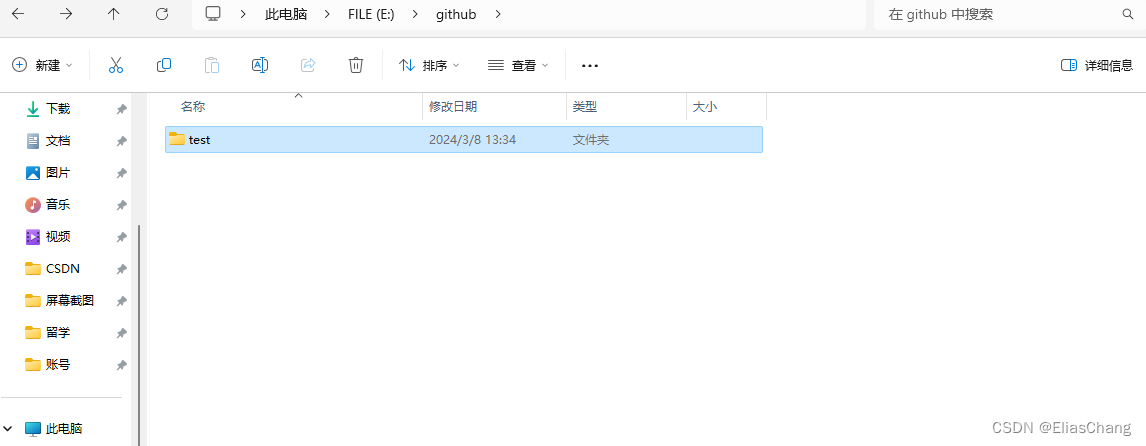 此电脑 FILE (E:) github 在 github 中搜索
新建 排序 查看 详细信息
名称 修改日期 类型 大小
test 2024/3/8 13:34 文件夹
下载
文档
图片
音乐
视频
CSDN
屏幕截图
留学
账号
此电脑
CSDN @EliasChang